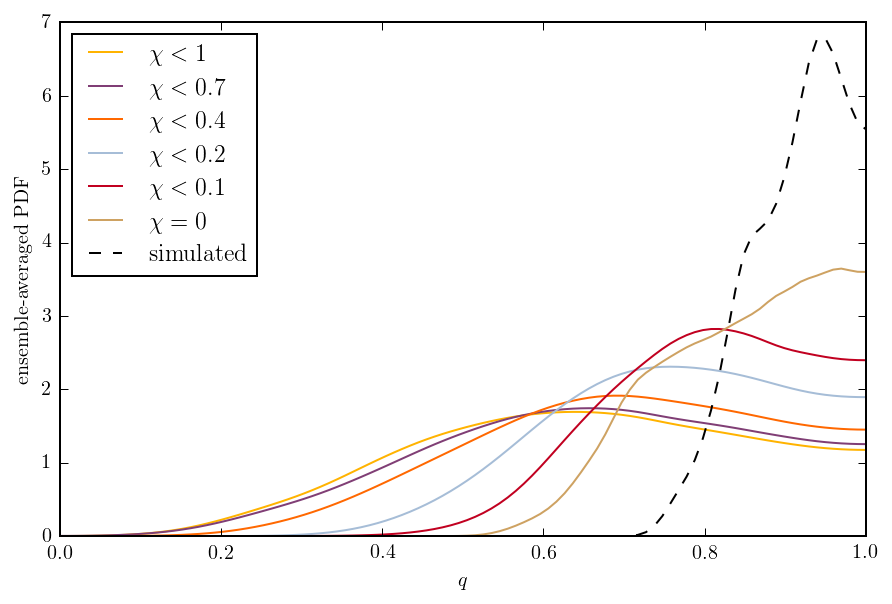 7
6
5
4
3
2
1
0
ensemble-averaged PDF
χ < 1
χ < 0.7
χ < 0.4
χ < 0.2
χ < 0.1
χ = 0
simulated
0.0 0.2 0.4 0.6 0.8 1.0
q